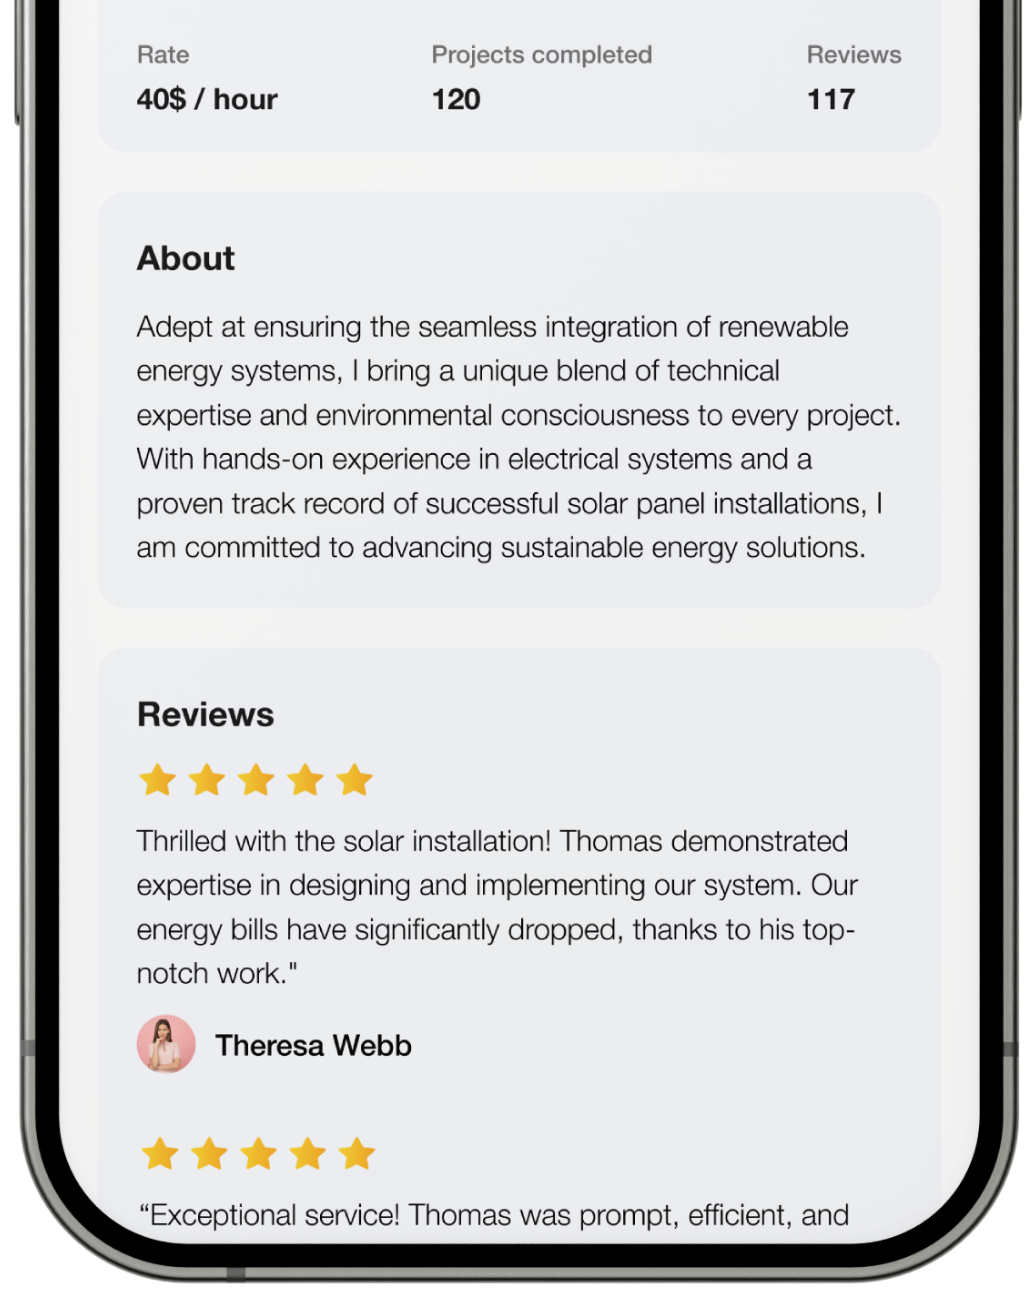 Rate Projects completed Reviews
40$ / hour 120 117
About
Adept at ensuring the seamless integration of renewable
energy systems, I bring a unique blend of technical
expertise and environmental consciousness to every project.
With hands-on experience in electrical systems and a
proven track record of successful solar panel installations, I
am committed to advancing sustainable energy solutions.
Reviews
Thrilled with the solar installation! Thomas demonstrated
expertise in designing and implementing our system. Our
energy bills have significantly dropped, thanks to his top-
notch work."
Theresa Webb
“Exceptional service! Thomas was prompt, efficient, and